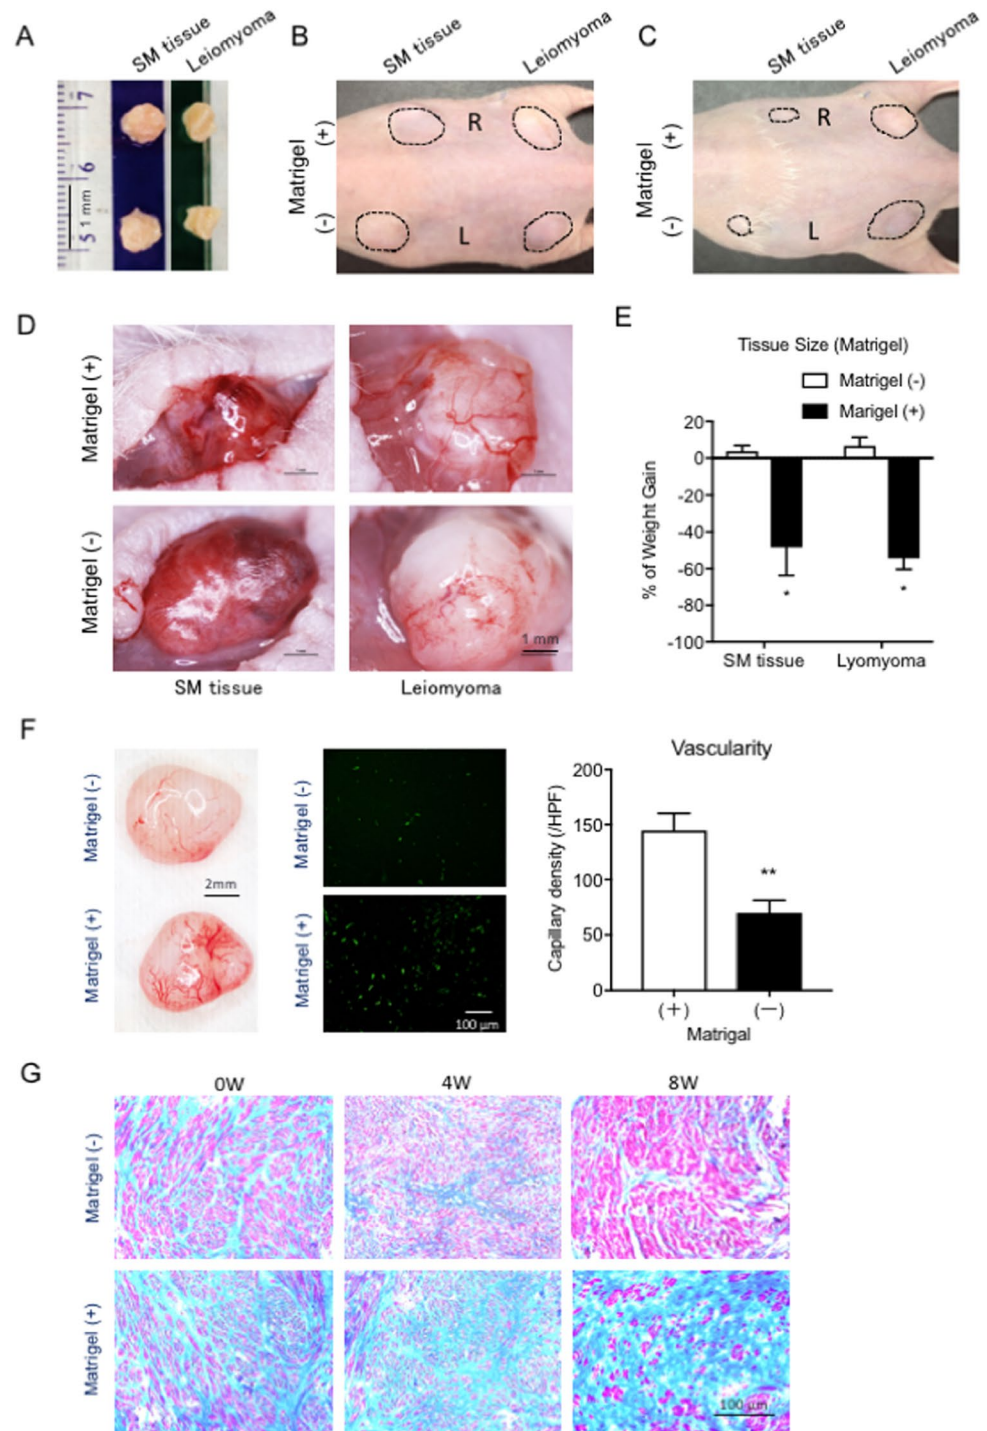 A
SM tissue
Leiomyoma
7
6
5
1 mm
B
SM tissue
Leiomyoma
Matrigel
(+)
(-)
R
L
C
SM tissue
Leiomyoma
Matrigel
(+)
(-)
R
L
D
Matrigel (+)
Matrigel (-)
1 mm
SM tissue
Leiomyoma
E
Tissue Size (Matrigel)
Matrigel (-)
Marigel (+)
% of Weight Gain
20
0
-20
-40
-60
-80
-100
*
*
SM tissue
Lyomyoma
F
Matrigel (-)
Matrigel (+)
2mm
Matrigel (-)
Matrigel (+)
100 μm
Vascularity
Capillary density (/HPF)
200
150
100
50
0
**
(+)
(−)
Matrigal
G
0W
4W
8W
Matrigel (-)
Matrigel (+)
100 μm